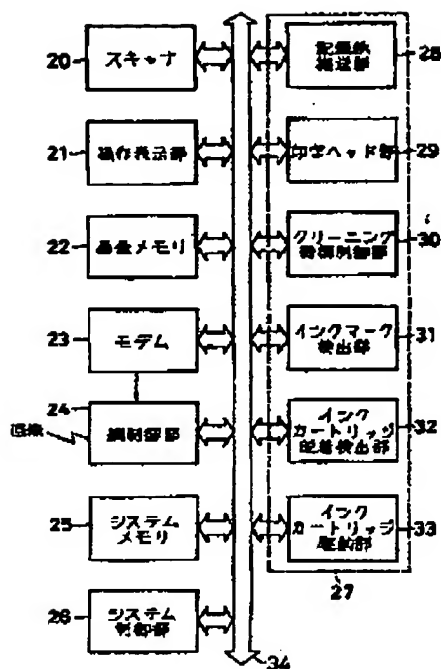 20
スキャナ
21
操作表示部
22
画像メモリ
23
モデム
24
回線
網制御部
25
システム
メモリ
26
システム
制御部
記録紙
搬送部
28
印字ヘッド部
29
クリーニング
機構制御部
30
インクマーク
検出部
31
インク
カートリッジ
配着検出部
32
インク
カートリッジ
駆動部
33
27
34